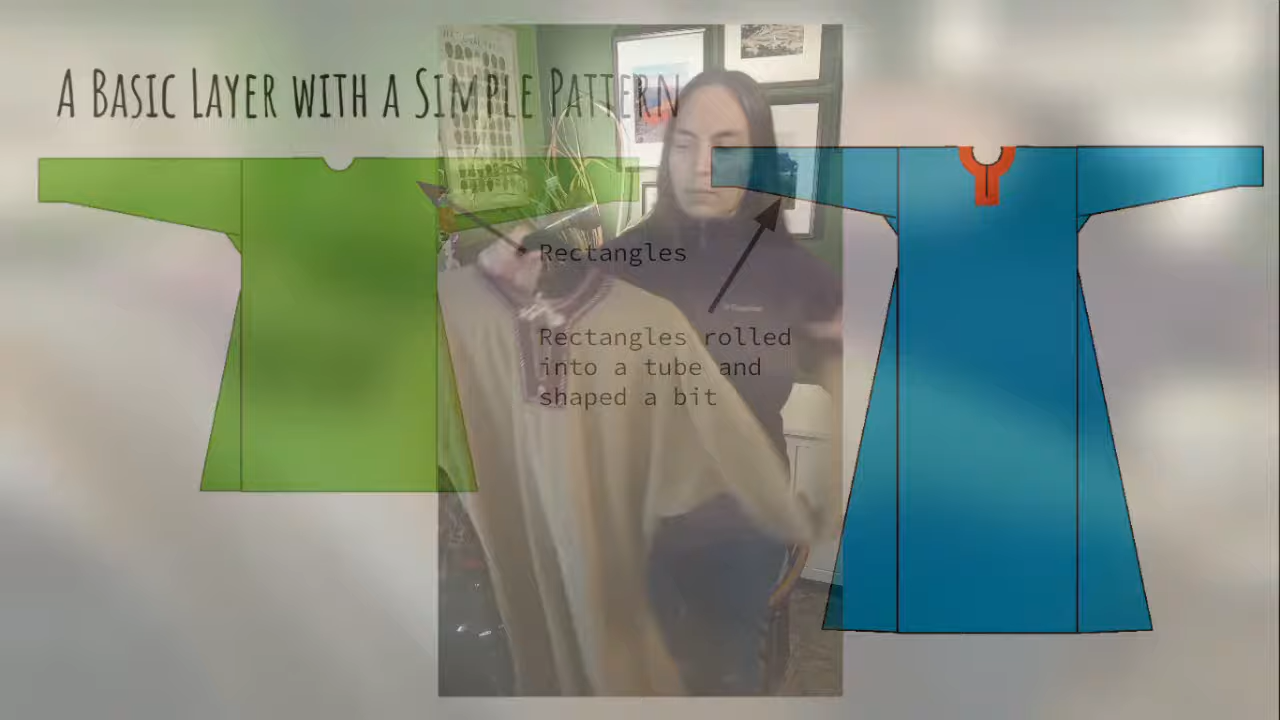 A Basic Layer with a Simple Pattern
Rectangles
Rectangles rolled
into a tube and
shaped a bit